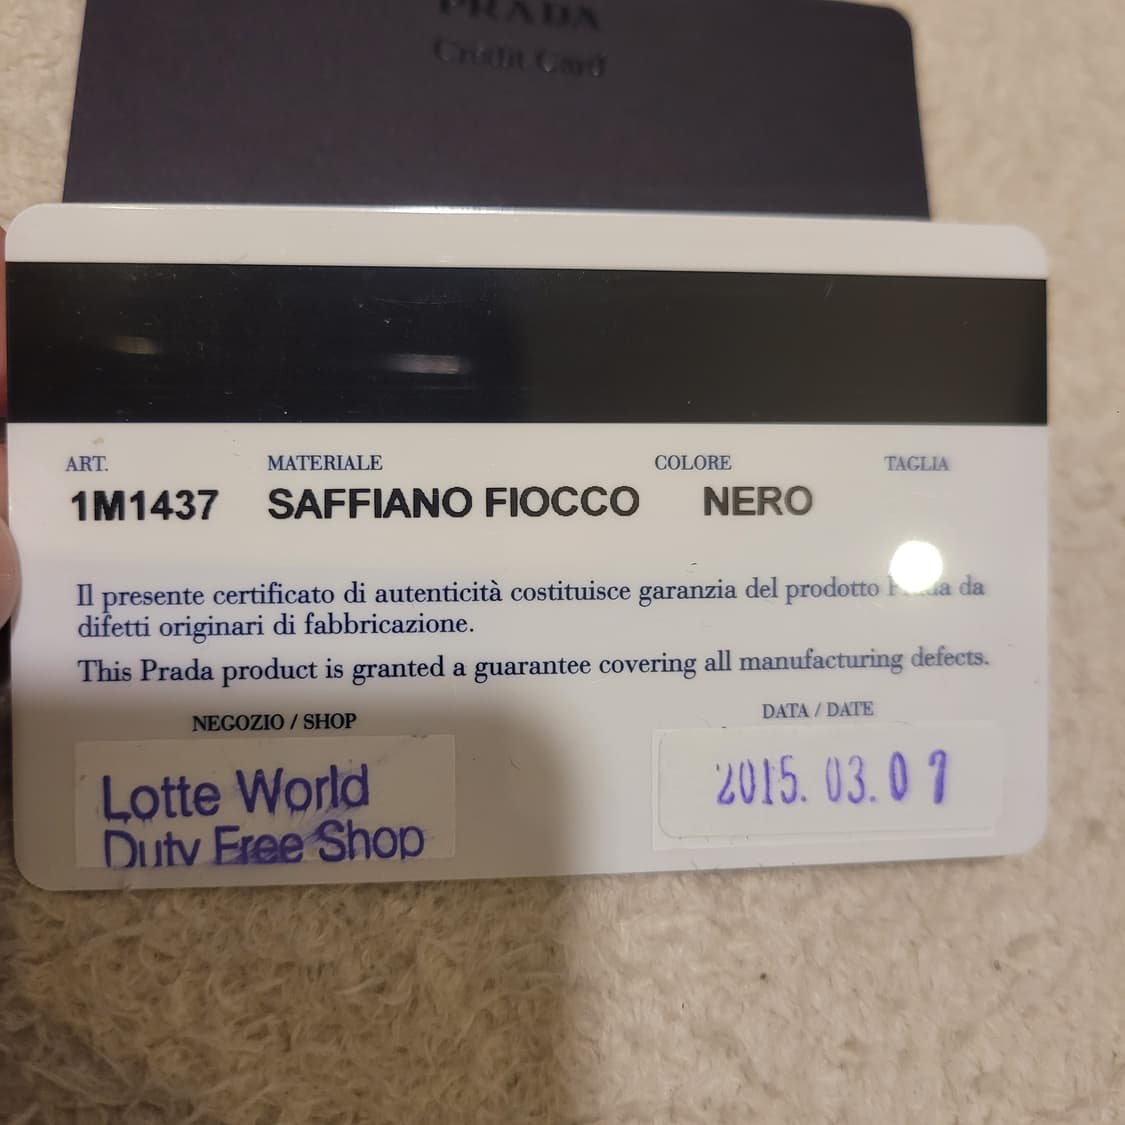 PRADA
Credit Card
ART. MATERIALE COLORE TAGLIA
1M1437 SAFFIANO FIOCCO NERO
Il presente certificato di autenticità costituisce garanzia del prodotto da
difetti originari di fabbricazione.
This Prada product is granted a guarantee covering all manufacturing defects.
NEGOZIO / SHOP DATA / DATE
Lotte World
Duty Free Shop
2015. 03.